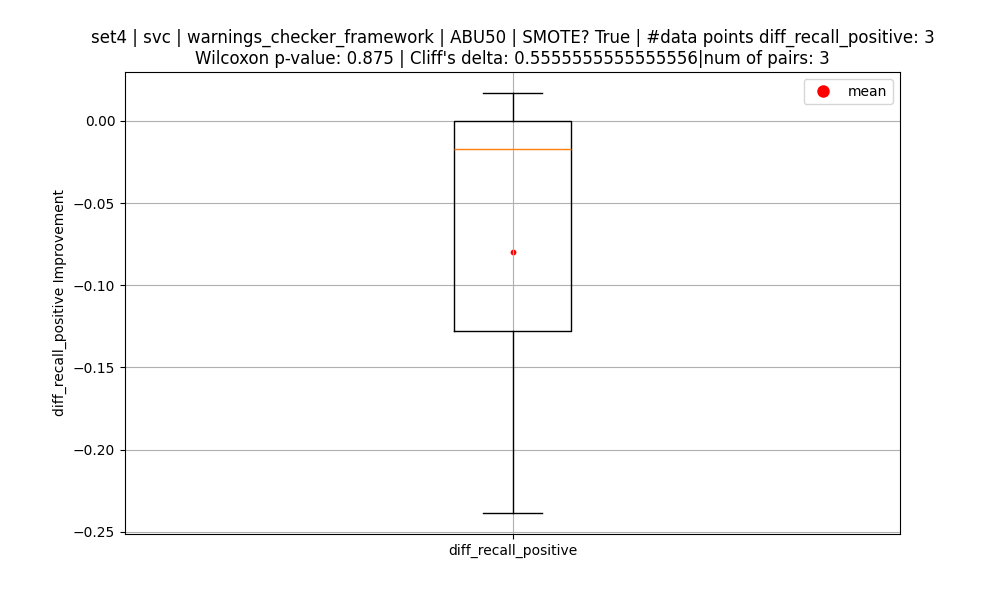 set4 | svc | warnings_checker_framework | ABU50 | SMOTE? True | #data points diff_recall_positive: 3
Wilcoxon p-value: 0.875 | Cliff's delta: 0.5555555555555556|num of pairs: 3
mean
0.00
−0.05
−0.10
−0.15
−0.20
−0.25
diff_recall_positive Improvement
diff_recall_positive